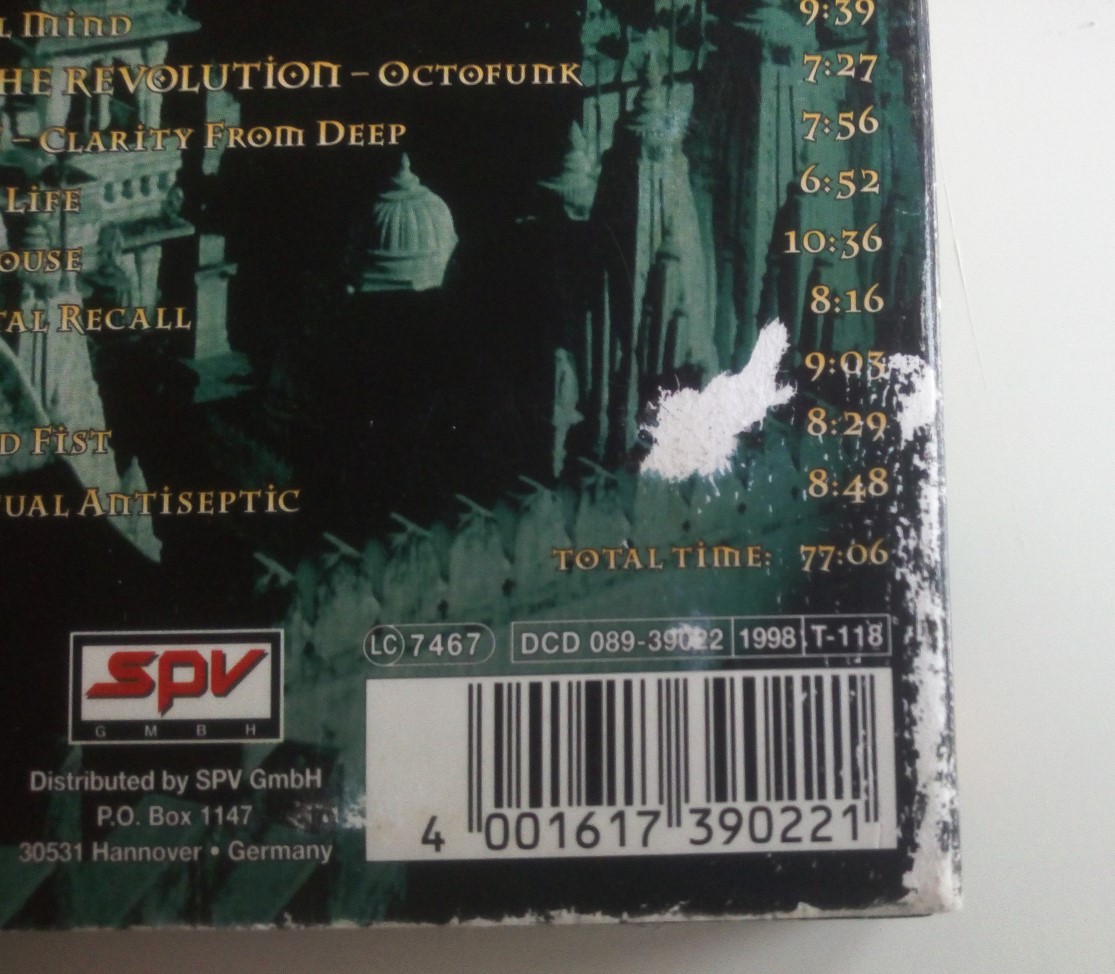 L MIND 9:39
HE REVOLUTION – OCTOFUNK 7:27
– CLARITY FROM DEEP 7:56
LIFE 6:52
OUSE 10:36
TAL RECALL 8:16
9:03
D FIST 8:29
UAL ANTISEPTIC 8:48
TOTAL TIME: 77:06
LC 7467 DCD 089-39022 1998 T-118
SPV
G M B H
Distributed by SPV GmbH
P.O. Box 1147
30531 Hannover • Germany
4 001617 390221